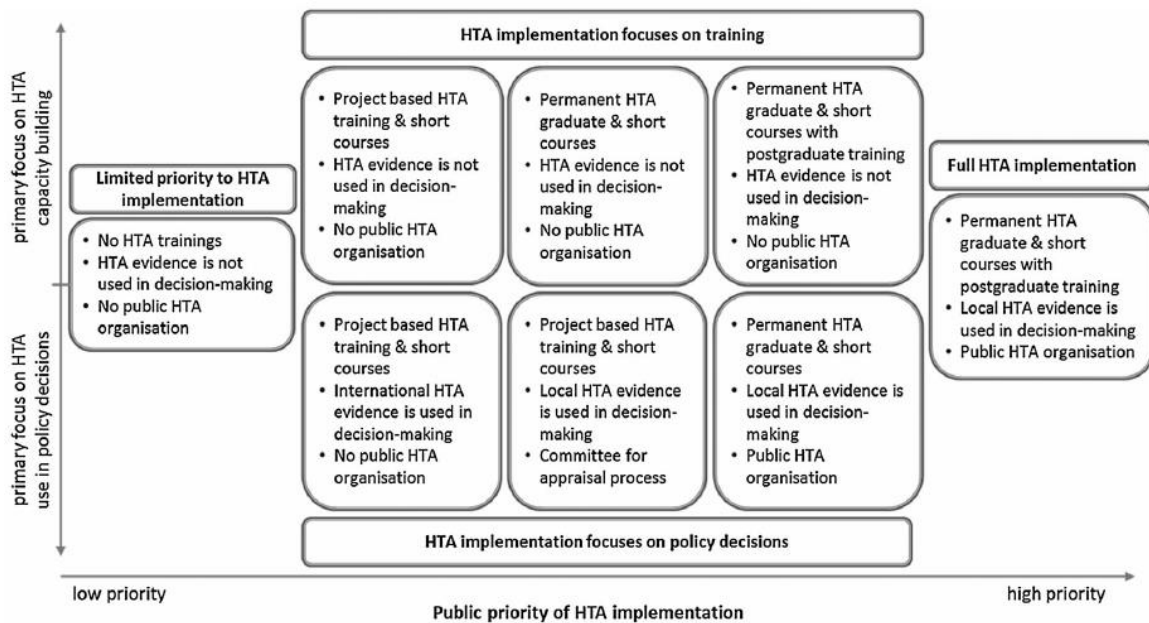 HTA implementation focuses on training
primary focus on HTA
capacity building
Limited priority to HTA
implementation
• No HTA trainings
• HTA evidence is not
used in decision-making
• No public HTA
organisation
• Project based HTA
training & short
courses
• HTA evidence is not
used in decision-
making
• No public HTA
organisation
• Permanent HTA
graduate & short
courses
• HTA evidence is not
used in decision-
making
• No public HTA
organisation
• Permanent HTA
graduate & short
courses with
postgraduate training
• HTA evidence is not
used in decision-
making
• No public HTA
organisation
Full HTA implementation
• Permanent HTA
graduate & short
courses with
postgraduate training
• Local HTA evidence is
used in decision-making
• Public HTA organisation
primary focus on HTA
use in policy decisions
• Project based HTA
training & short
courses
• International HTA
evidence is used in
decision-making
• No public HTA
organisation
• Project based HTA
training & short
courses
• Local HTA evidence
is used in decision-
making
• Committee for
appraisal process
• Permanent HTA
graduate & short
courses
• Local HTA evidence is
used in decision-
making
• Public HTA
organisation
HTA implementation focuses on policy decisions
low priority
high priority
Public priority of HTA implementation